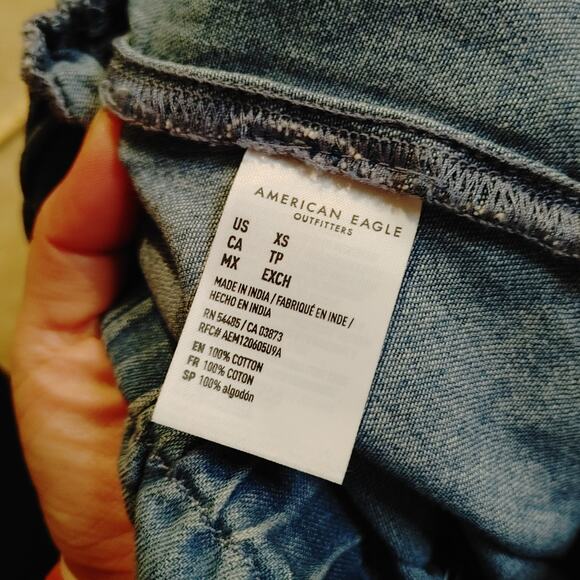 AMERICAN EAGLE
OUTFITTERS
US XS
CA TP
MX EXCH
MADE IN INDIA / FABRIQUÉ EN INDE /
HECHO EN INDIA
RN 54485 / CA 03873
RFC# AEM120605U9A
EN 100% COTTON
FR 100% COTON
SP 100% algodón